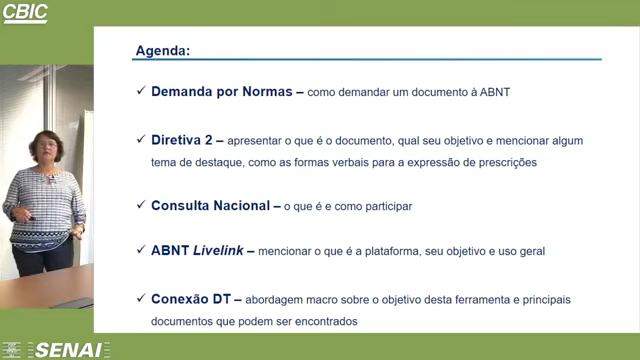 CBIC
Agenda:
✓ Demanda por Normas – como demandar um documento à ABNT
✓ Diretiva 2 – apresentar o que é o documento, qual seu objetivo e mencionar algum
tema de destaque, como as formas verbais para a expressão de prescrições
✓ Consulta Nacional – o que é e como participar
✓ ABNT Livelink – mencionar o que é a plataforma, seu objetivo e uso geral
✓ Conexão DT – abordagem macro sobre o objetivo desta ferramenta e principais
documentos que podem ser encontrados
SENAI